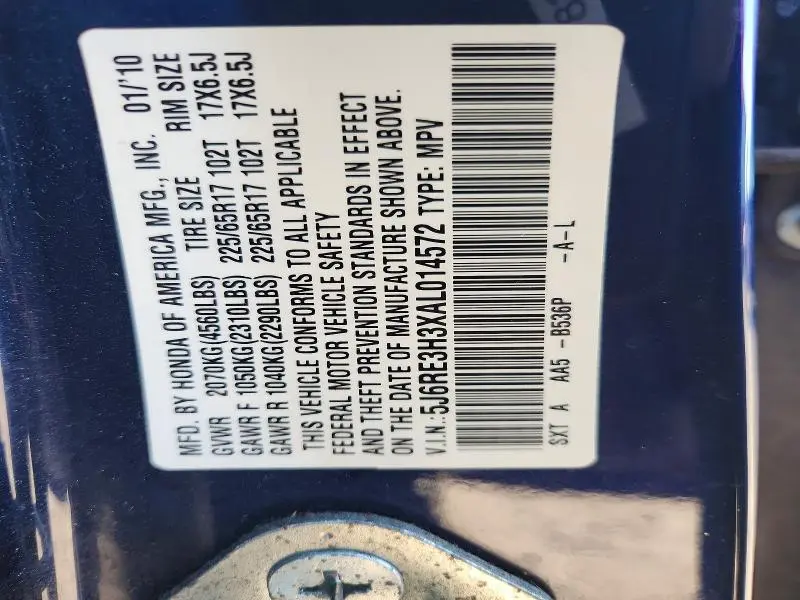 MFD. BY HONDA OF AMERICA MFG., INC. 01/'10
GVWR 2070KG(4560LBS) TIRE SIZE RIM SIZE
GAWR F 1050KG(2310LBS) 225/65R17 102T 17X6.5J
GAWR R 1040KG(2290LBS) 225/65R17 102T 17X6.5J
THIS VEHICLE CONFORMS TO ALL APPLICABLE
FEDERAL MOTOR VEHICLE SAFETY
AND THEFT PREVENTION STANDARDS IN EFFECT
ON THE DATE OF MANUFACTURE SHOWN ABOVE.
V.I.N.:5J6RE3H3XAL014572 TYPE: MPV
SXT A AA5 -B536P -A-L